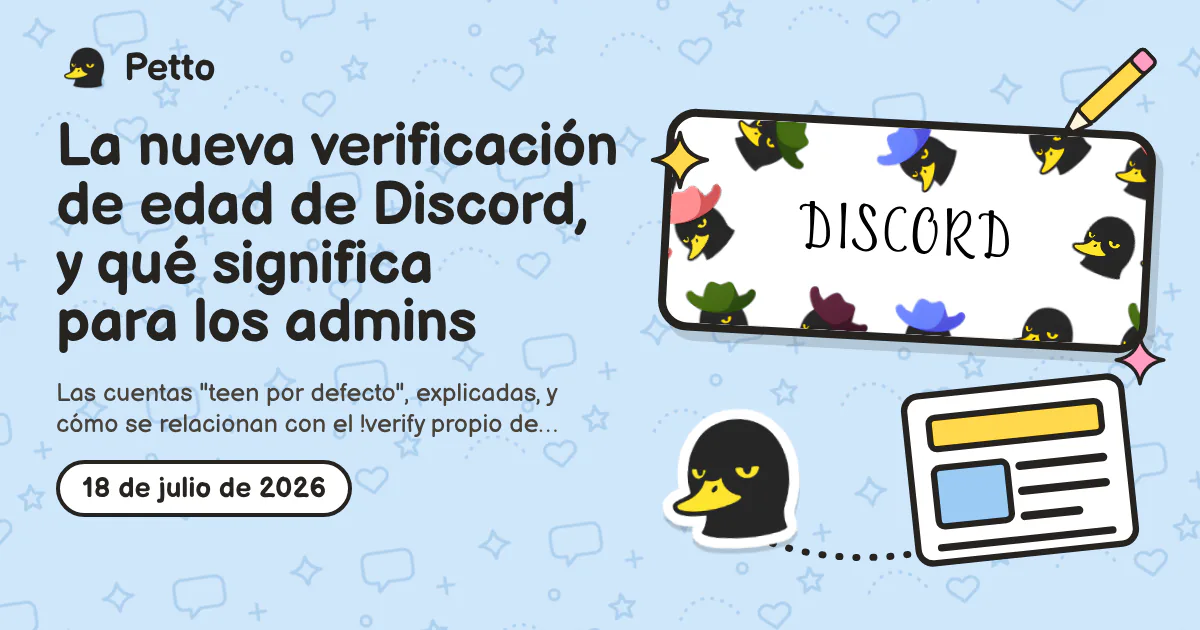 Petto
La nueva verificación
de edad de Discord,
y qué significa
para los admins
Las cuentas "teen por defecto", explicadas, y
cómo se relacionan con el !verify propio de...
18 de julio de 2026
DISCORD